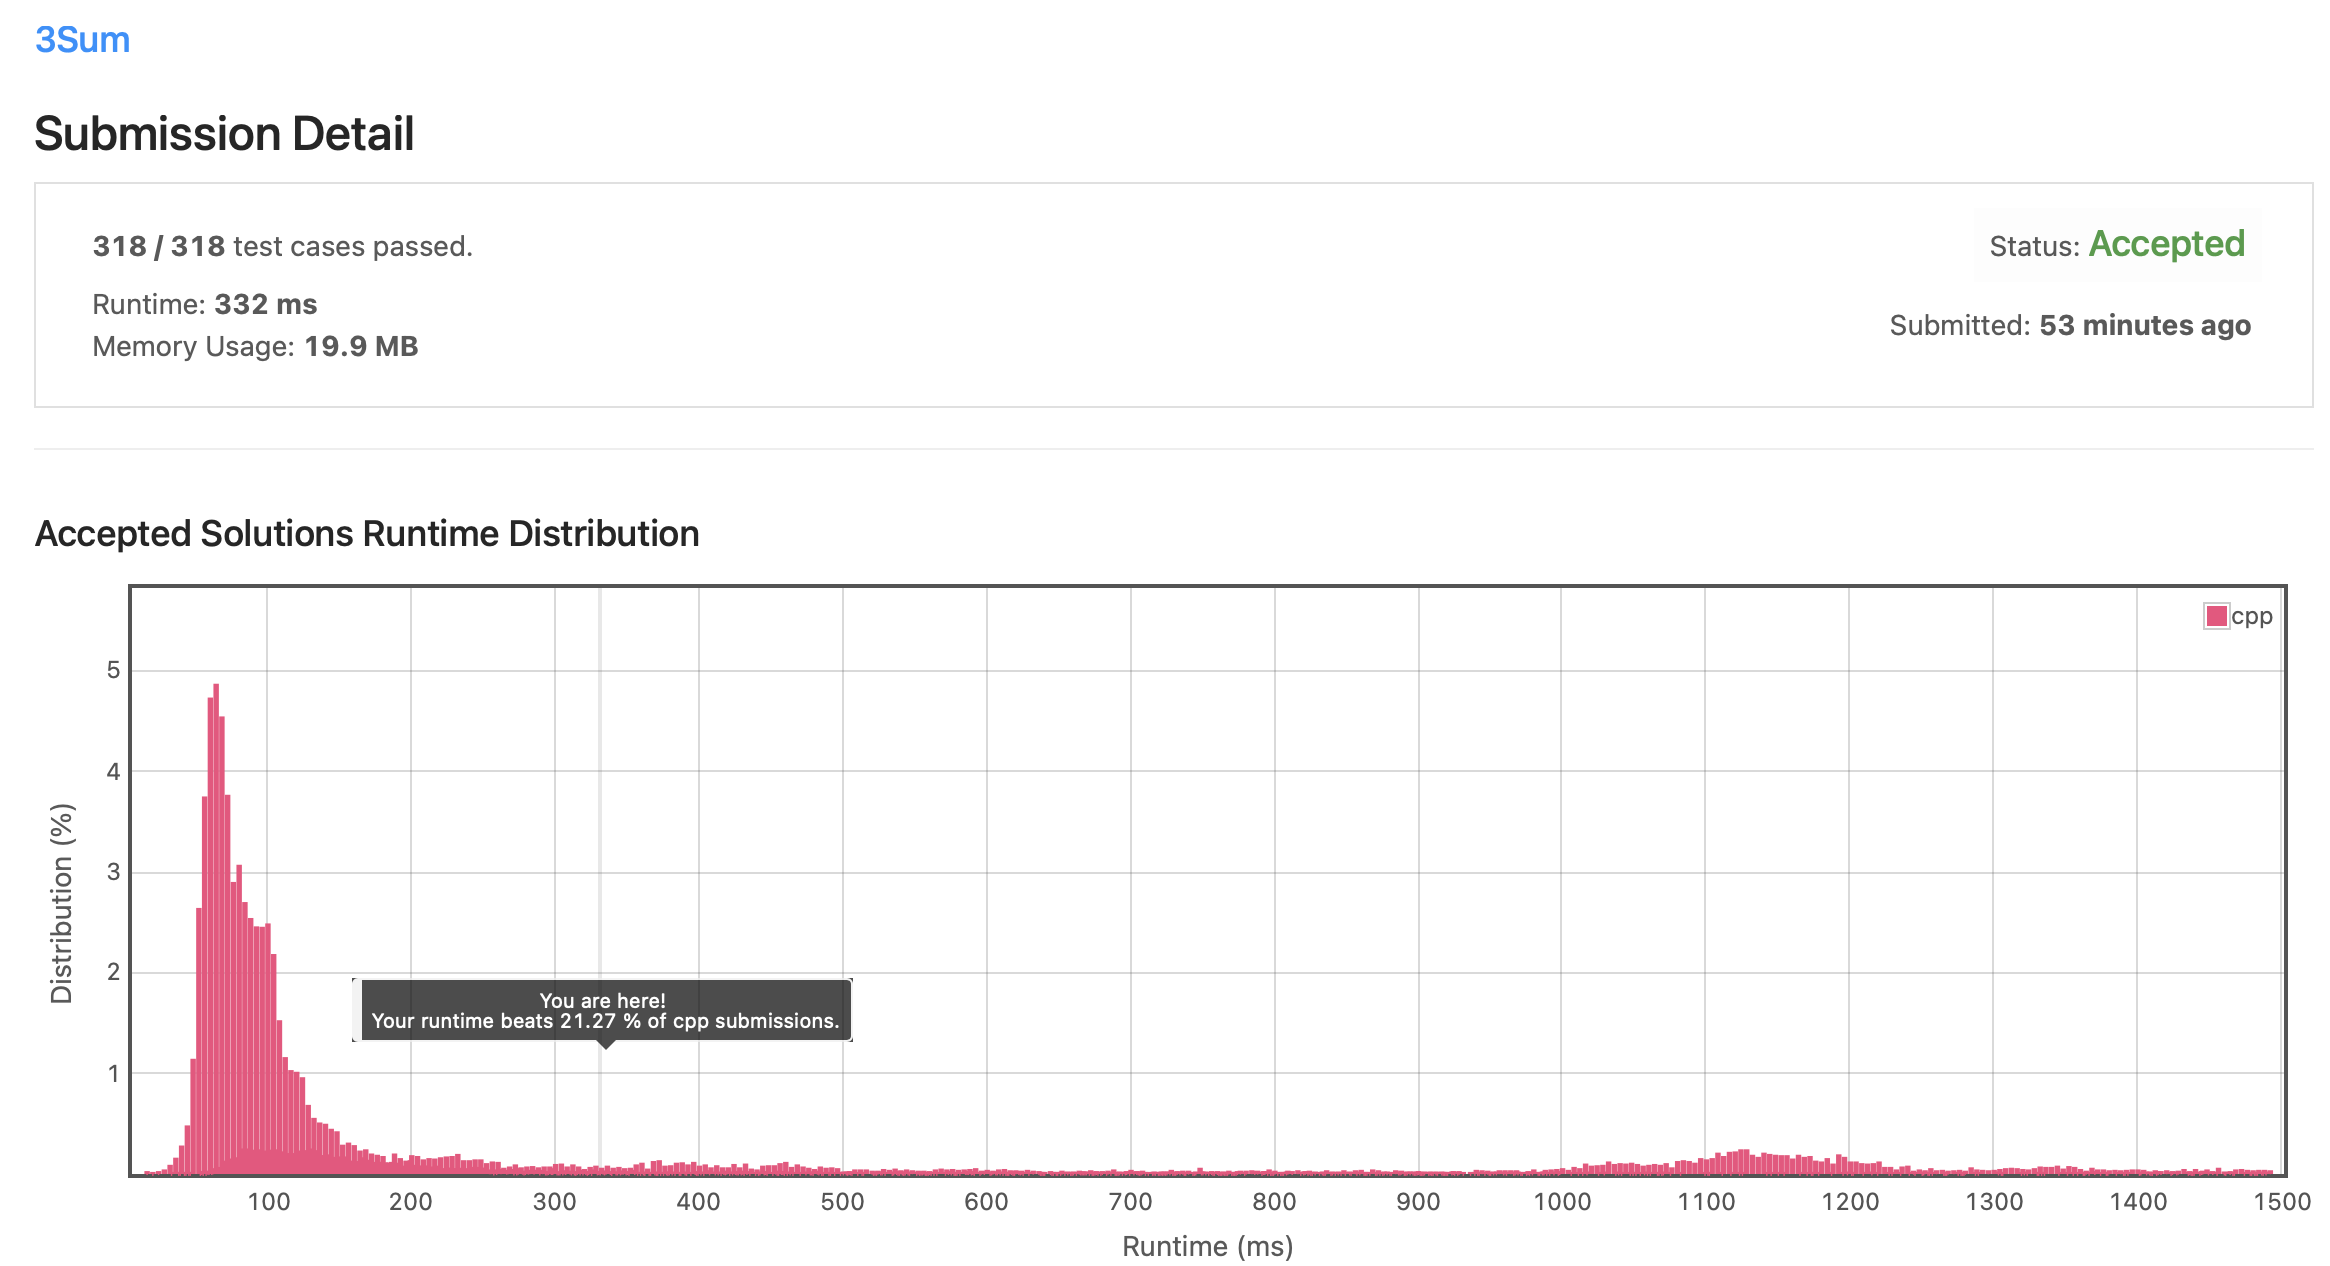 3Sum
Submission Detail
318 / 318 test cases passed.
Status: Accepted
Runtime: 332 ms
Submitted: 53 minutes ago
Memory Usage: 19.9 MB
Accepted Solutions Runtime Distribution
cpp
5
4
3
2
1
Distribution (%)
You are here!
Your runtime beats 21.27 % of cpp submissions.
100 200 300 400 500 600 700 800 900 1000 1100 1200 1300 1400 1500
Runtime (ms)